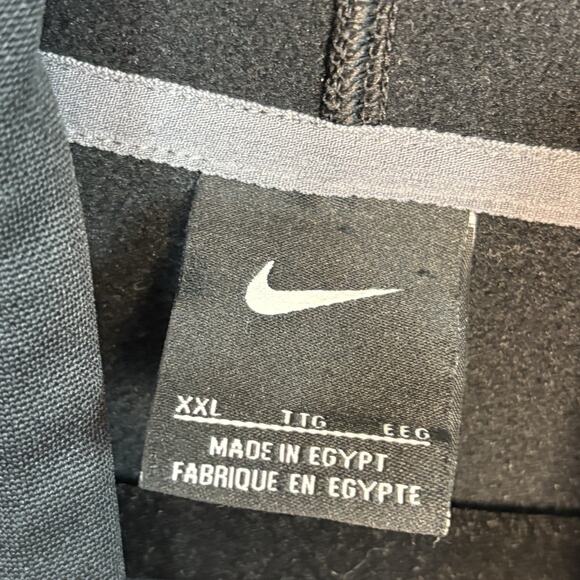 XXL TTG EEG
MADE IN EGYPT
FABRIQUE EN EGYPTE